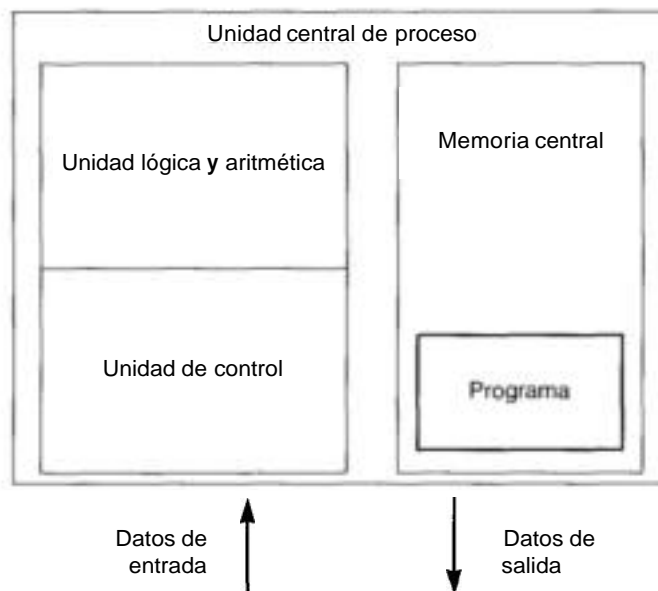 Unidad central de proceso
Unidad lógica y aritmética
Memoria central
Unidad de control
Programa
Datos de
entrada
Datos de
salida